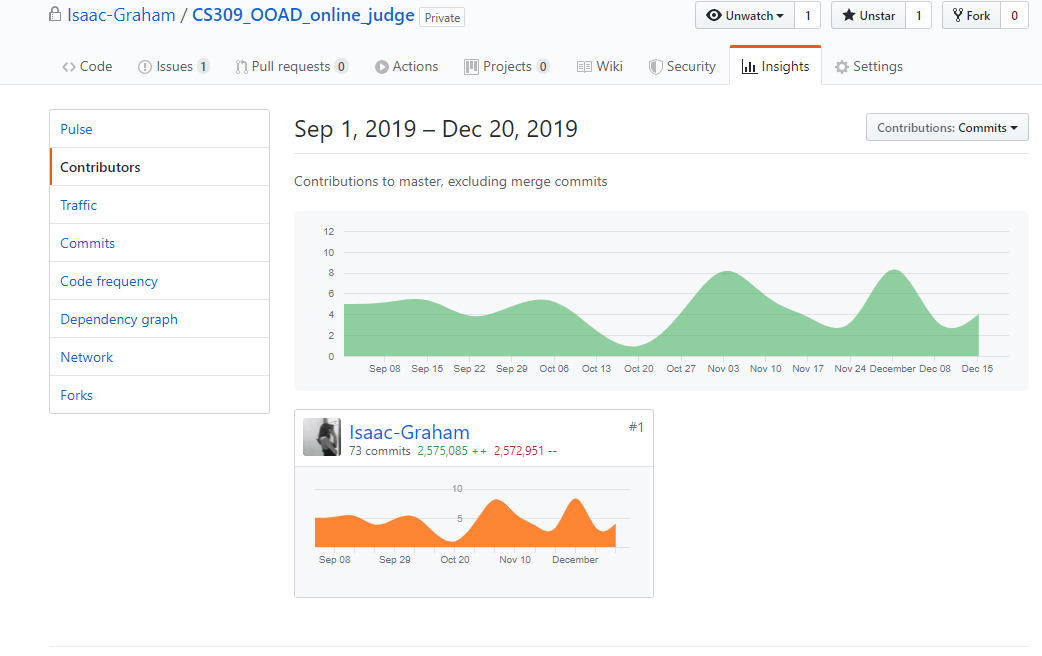 Isaac-Graham / CS309_OOAD_online_judge Private Unwatch 1 Unstar 1 Fork 0
Code Issues 1 Pull requests 0 Actions Projects 0 Wiki Security Insights Settings
Pulse
Contributors
Traffic
Commits
Code frequency
Dependency graph
Network
Forks
Sep 1, 2019 – Dec 20, 2019
Contributions: Commits
Contributions to master, excluding merge commits
12
10
8
6
4
2
0
Sep 08 Sep 15 Sep 22 Sep 29 Oct 06 Oct 13 Oct 20 Oct 27 Nov 03 Nov 10 Nov 17 Nov 24 December Dec 08 Dec 15
Isaac-Graham #1
73 commits 2,575,085 ++ 2,572,951 --
10
5
Sep 08 Sep 29 Oct 20 Nov 10 December